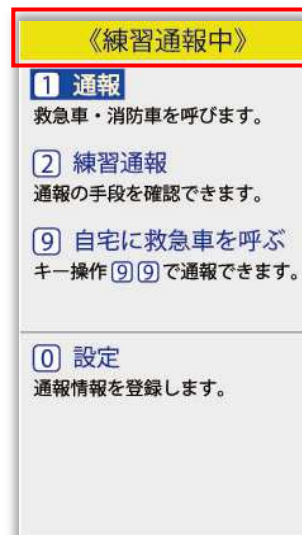 《練習通報中》
1 通報
救急車・消防車を呼びます。
2 練習通報
通報の手段を確認できます。
9 自宅に救急車を呼ぶ
キー操作99で通報できます。
0 設定
通報情報を登録します。